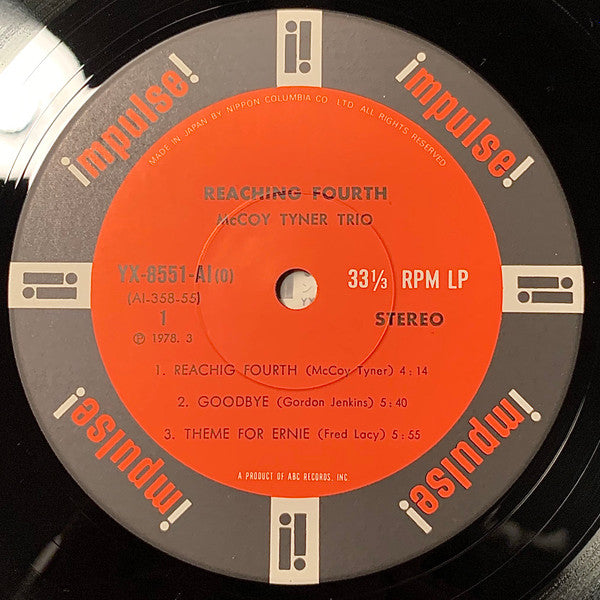 impulse!
i!
impulse!
MADE IN JAPAN BY NIPPON COLUMBIA CO., LTD. ALL RIGHTS RESERVED
REACHING FOURTH
McCOY TYNER TRIO
i!
YX-8551-AI(O)
33⅓ RPM LP
i!
(AI-358-55)
1
STEREO
Ⓟ 1978. 3
1. REACHIG FOURTH (McCoy Tyner) 4:14
2. GOODBYE (Gordon Jenkins) 5:40
3. THEME FOR ERNIE (Fred Lacy) 5:55
A PRODUCT OF ABC RECORDS, INC.
impulse!
i!
impulse!